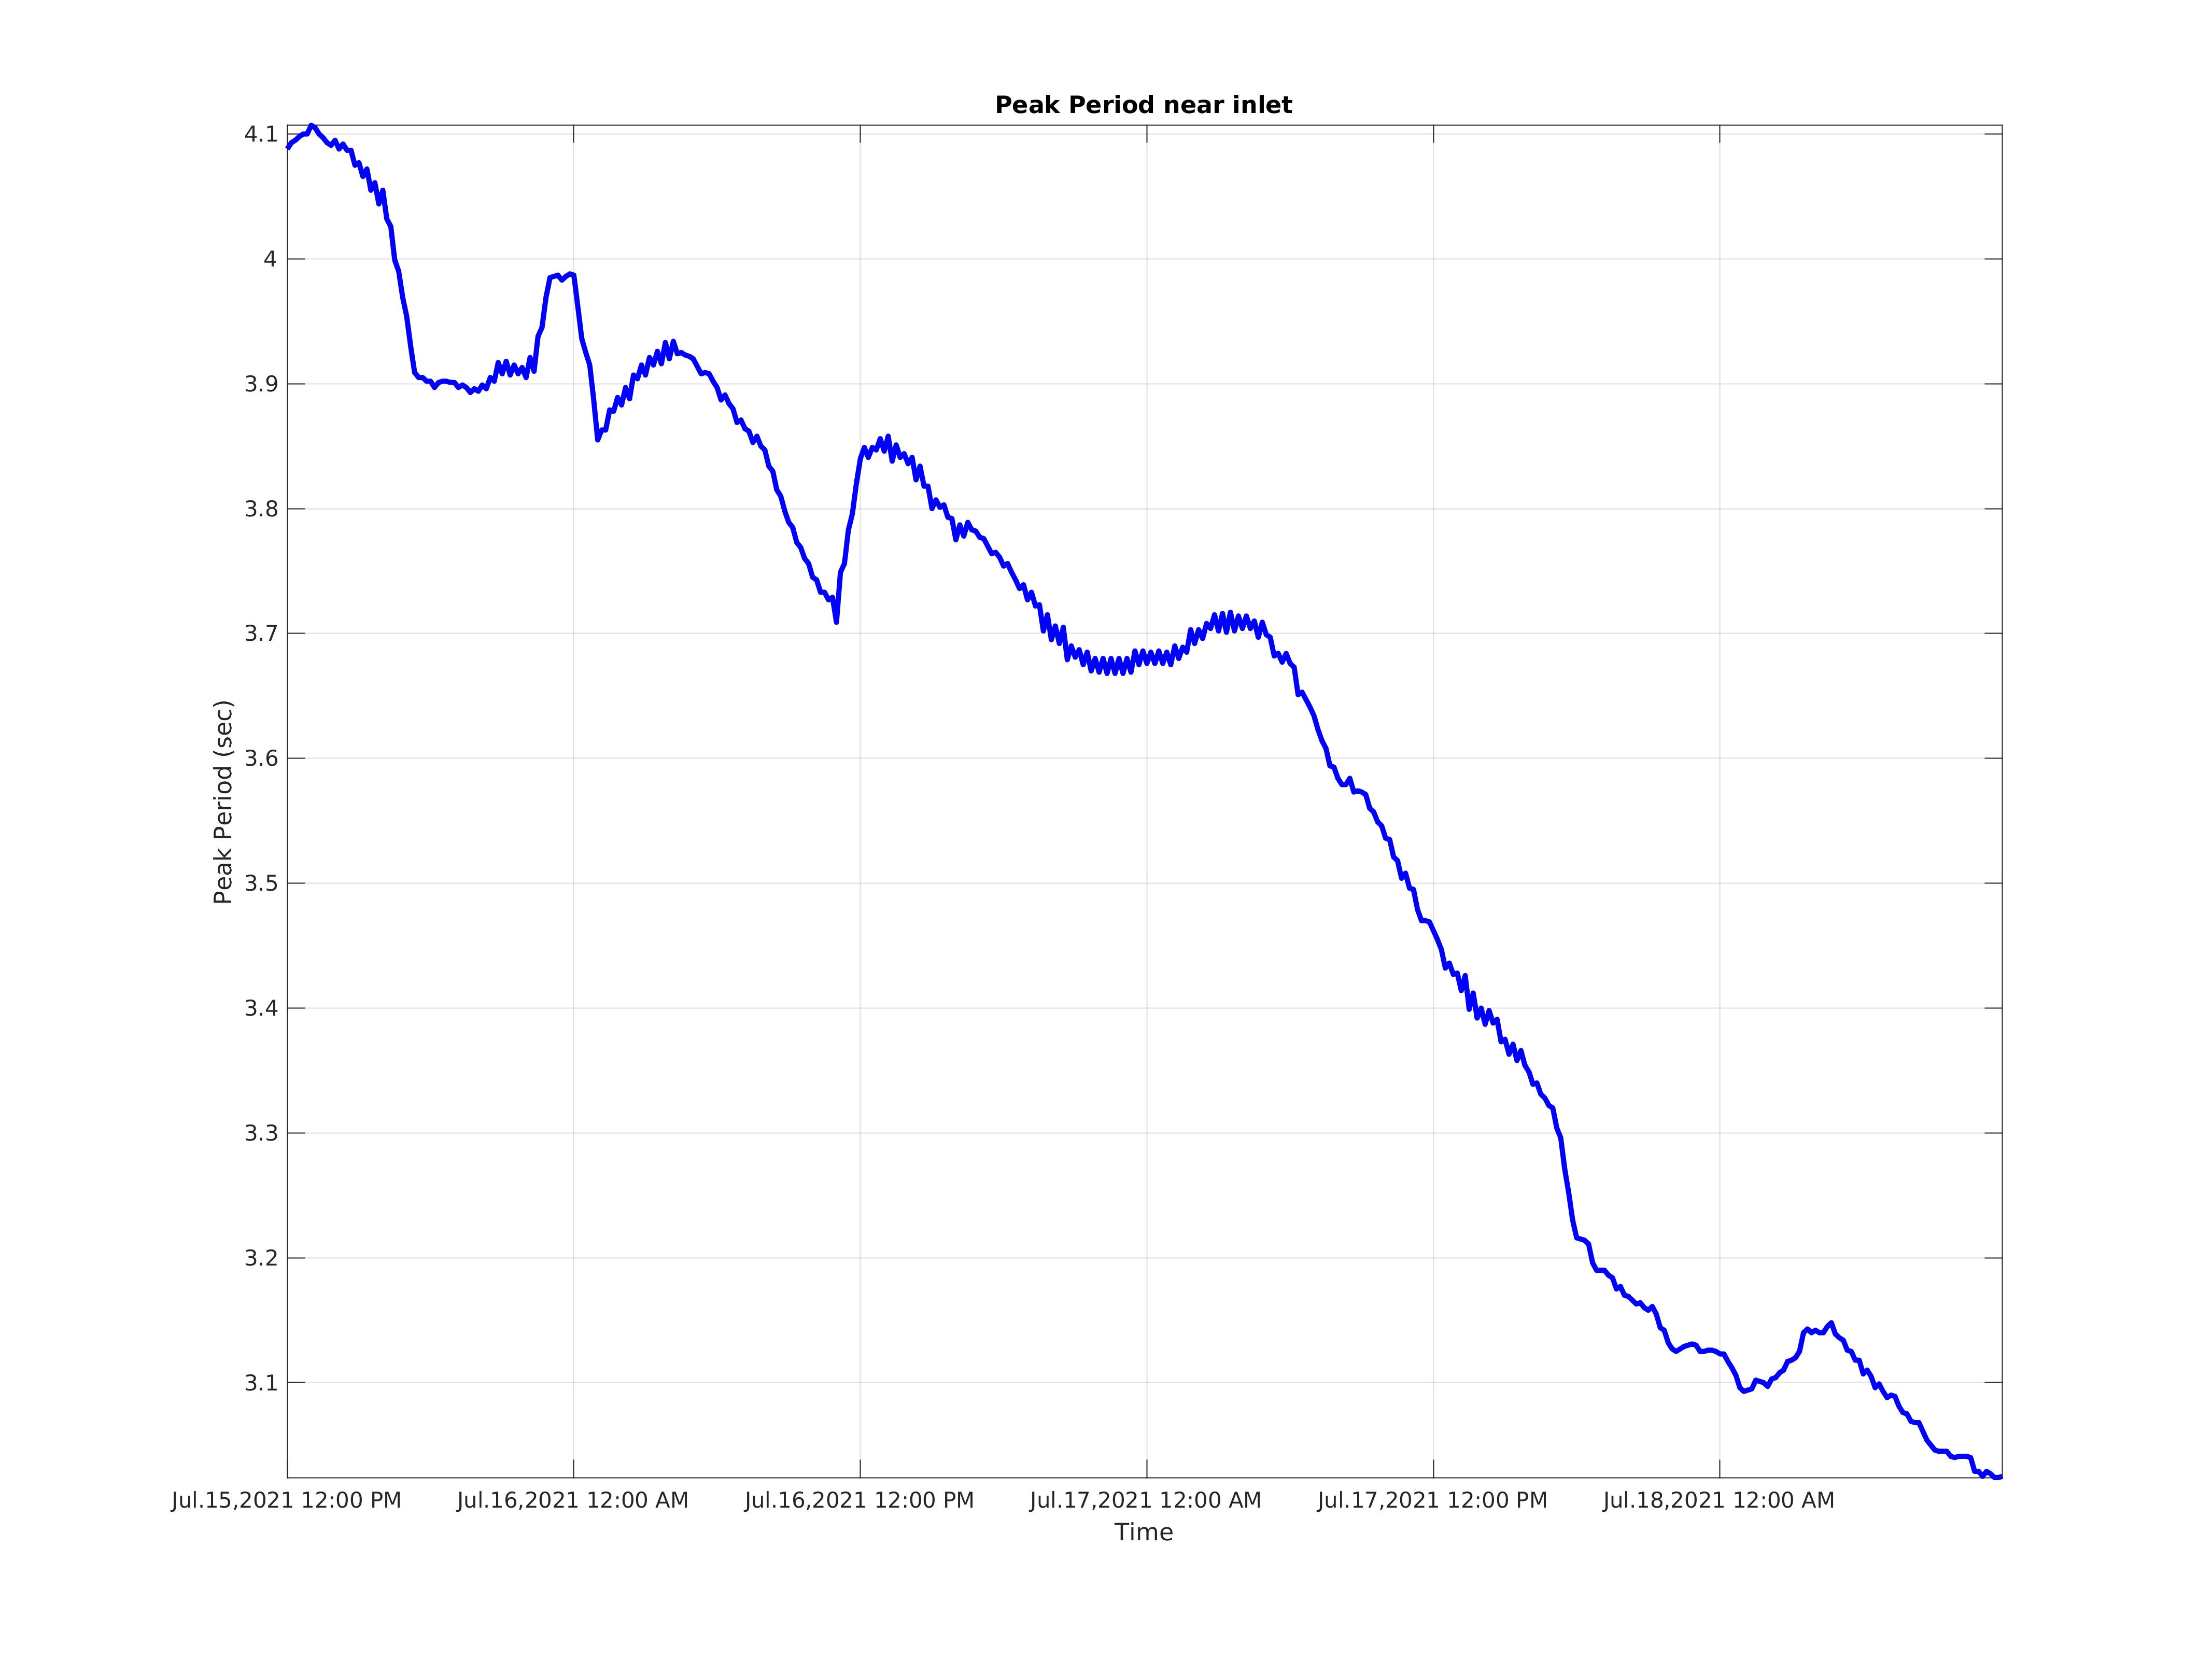 Peak Period near inlet
4.1
4
3.9
3.8
3.7
3.6
3.5
3.4
3.3
3.2
3.1
Peak Period (sec)
Jul.15,2021 12:00 PM
Jul.16,2021 12:00 AM
Jul.16,2021 12:00 PM
Jul.17,2021 12:00 AM
Jul.17,2021 12:00 PM
Jul.18,2021 12:00 AM
Time